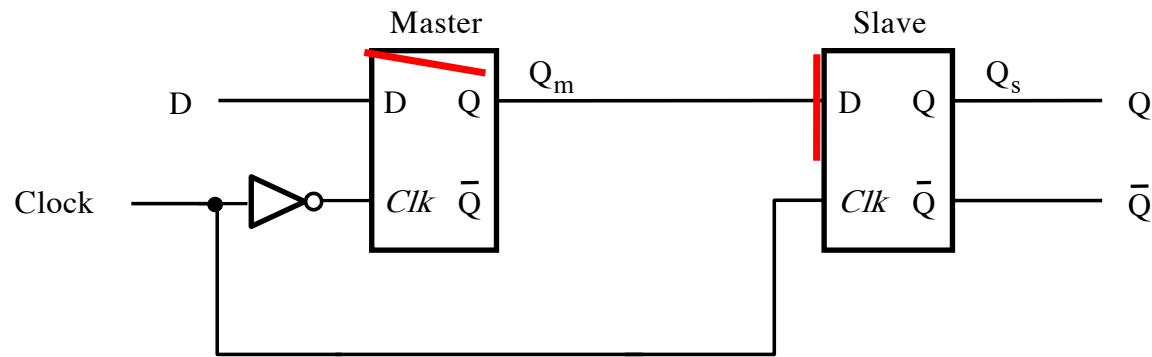 Master Slave
D D Q Qm D Q Qs Q
Clock Clk Q̅ Clk Q̅ Q̅